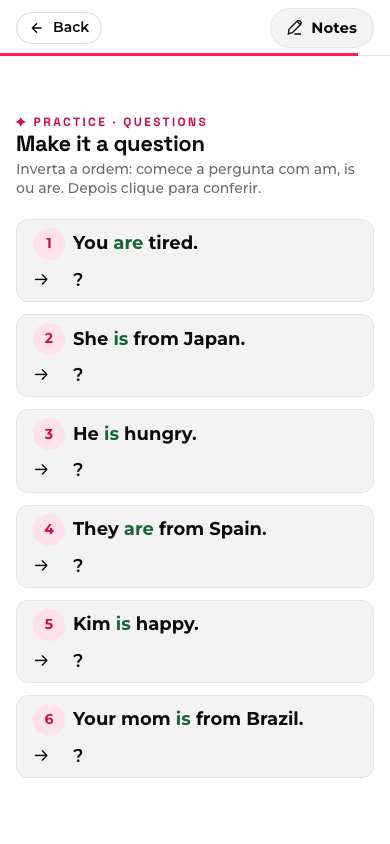 ← Back
Notes
✦ PRACTICE · QUESTIONS
Make it a question
Inverta a ordem: comece a pergunta com am, is
ou are. Depois clique para conferir.
1 You are tired.
→ ?
2 She is from Japan.
→ ?
3 He is hungry.
→ ?
4 They are from Spain.
→ ?
5 Kim is happy.
→ ?
6 Your mom is from Brazil.
→ ?